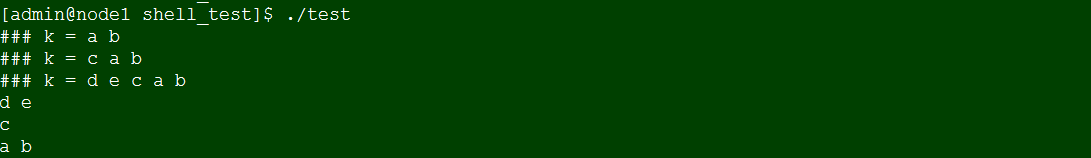 [admin@node1 shell_test]$ ./test
### k = a b
### k = c a b
### k = d e c a b
d e
c
a b